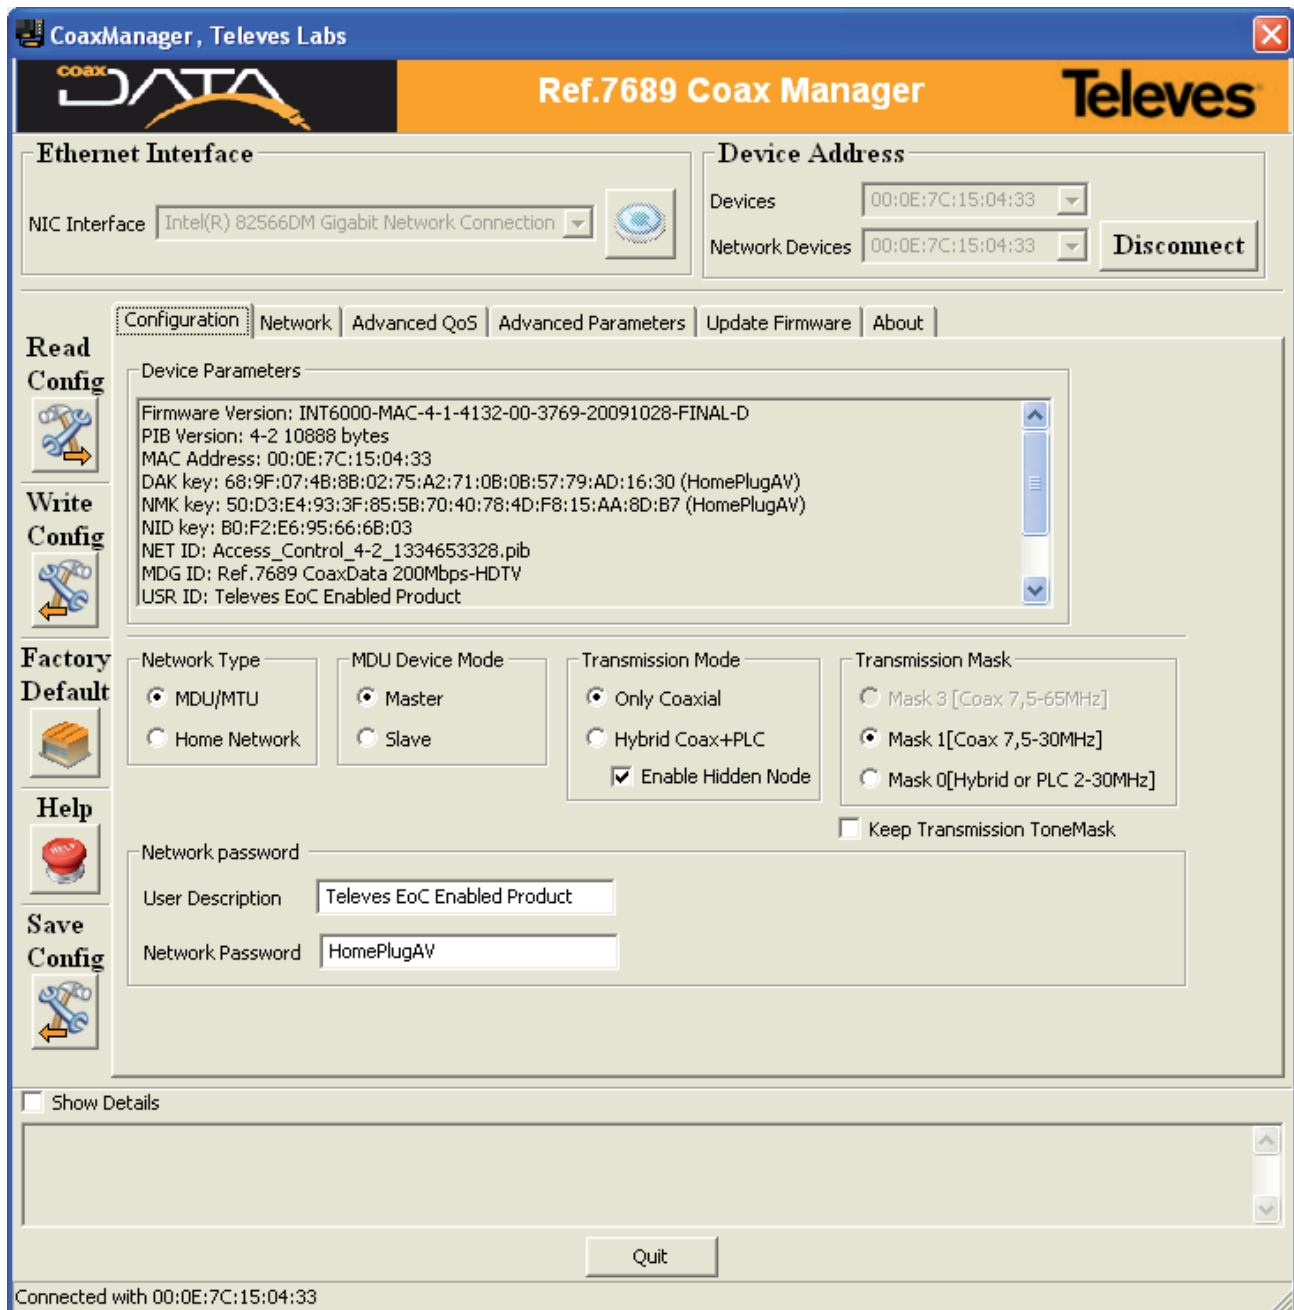 CoaxManager, Televes Labs
coax
DATA
Ref.7689 Coax Manager
Televes
Ethernet Interface
NIC Interface
Intel(R) 82566DM Gigabit Network Connection
Device Address
Devices
00:0E:7C:15:04:33
Network Devices
00:0E:7C:15:04:33
Disconnect
Configuration
Network
Advanced QoS
Advanced Parameters
Update Firmware
About
Read
Config
Write
Config
Factory
Default
Help
HELP
Save
Config
Device Parameters
Firmware Version: INT6000-MAC-4-1-4132-00-3769-20091028-FINAL-D
PIB Version: 4-2 10888 bytes
MAC Address: 00:0E:7C:15:04:33
DAK key: 68:9F:07:4B:8B:02:75:A2:71:0B:0B:57:79:AD:16:30 (HomePlugAV)
NMK key: 50:D3:E4:93:3F:85:5B:70:40:78:4D:F8:15:AA:8D:B7 (HomePlugAV)
NID key: B0:F2:E6:95:66:6B:03
NET ID: Access_Control_4-2_1334653328.pib
MDG ID: Ref.7689 CoaxData 200Mbps-HDTV
USR ID: Televes EoC Enabled Product
Network Type
MDU/MTU
Home Network
MDU Device Mode
Master
Slave
Transmission Mode
Only Coaxial
Hybrid Coax+PLC
Enable Hidden Node
Transmission Mask
Mask 3 [Coax 7,5-65MHz]
Mask 1[Coax 7,5-30MHz]
Mask 0[Hybrid or PLC 2-30MHz]
Keep Transmission ToneMask
Network password
User Description
Televes EoC Enabled Product
Network Password
HomePlugAV
Show Details
Quit
Connected with 00:0E:7C:15:04:33